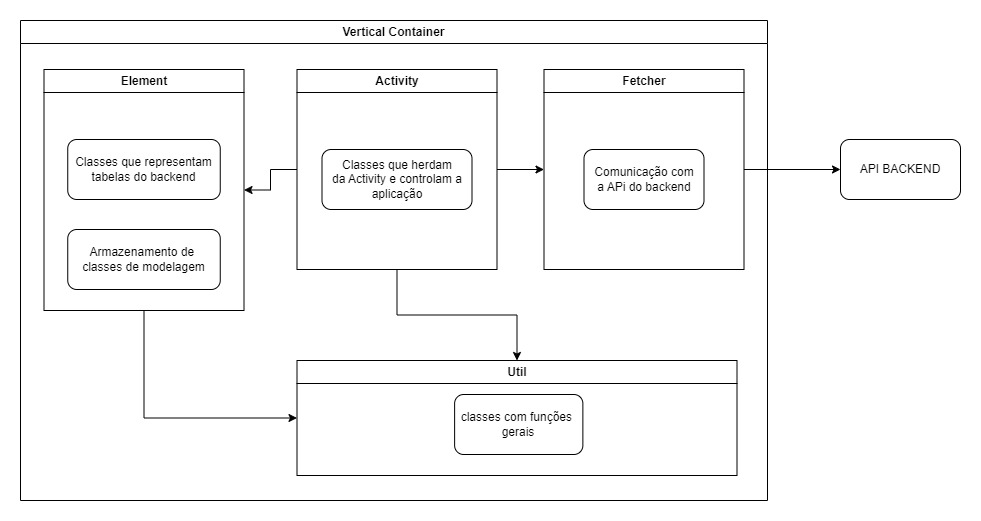 Vertical Container
Element
Classes que representam
tabelas do backend
Armazenamento de
classes de modelagem
Activity
Classes que herdam
da Activity e controlam a
aplicação
Fetcher
Comunicação com
a APi do backend
API BACKEND
Util
classes com funções
gerais